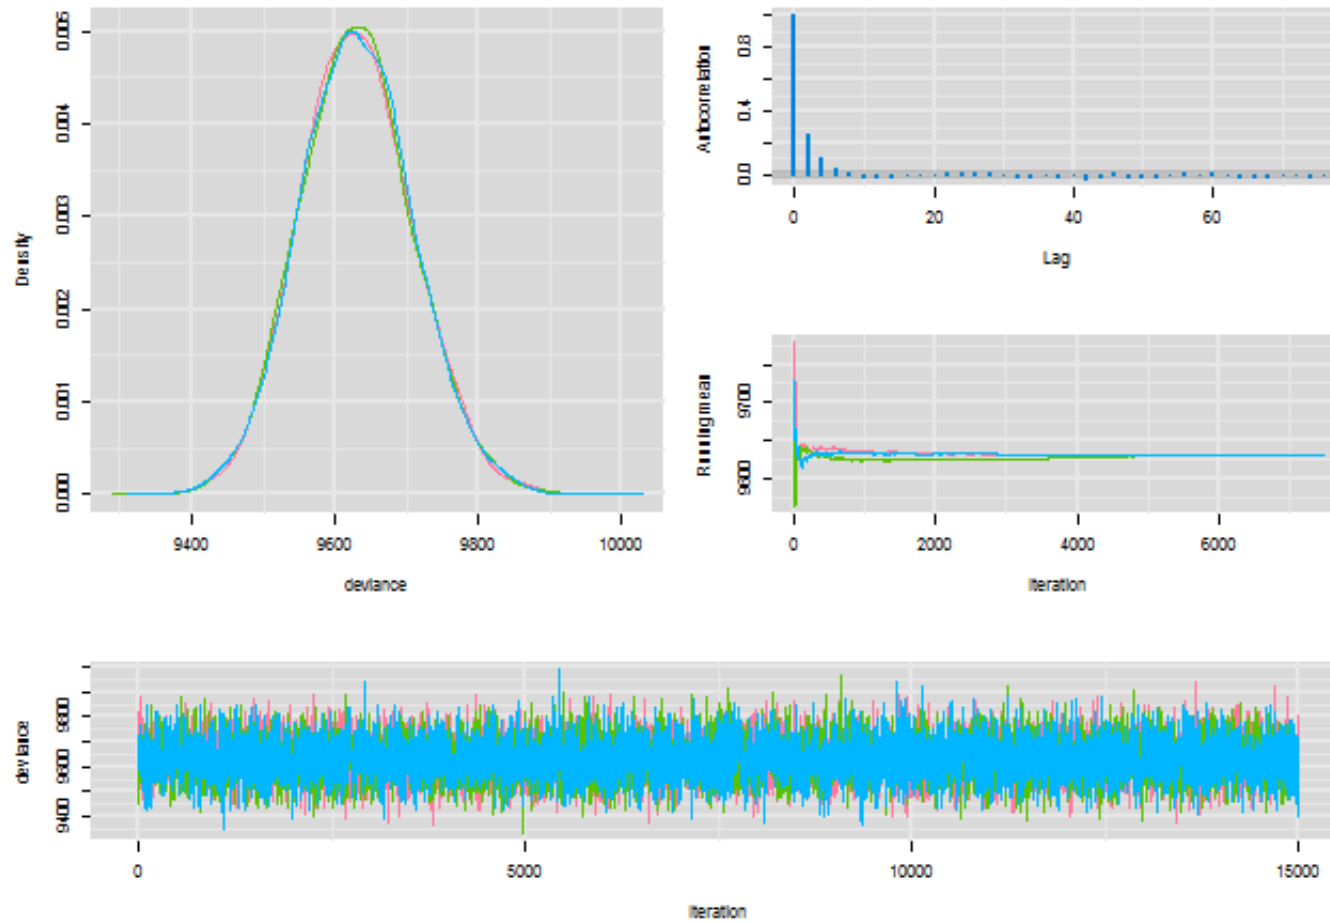 Density
0.000 0.001 0.002 0.003 0.004 0.005
9400 9600 9800 10000
deviance
Autocorrelation
0.0 0.4 0.8
0 20 40 60
Lag
Running mean
9600 9700
0 2000 4000 6000
Iteration
deviance
9400 9600 9800
0 5000 10000 15000
Iteration